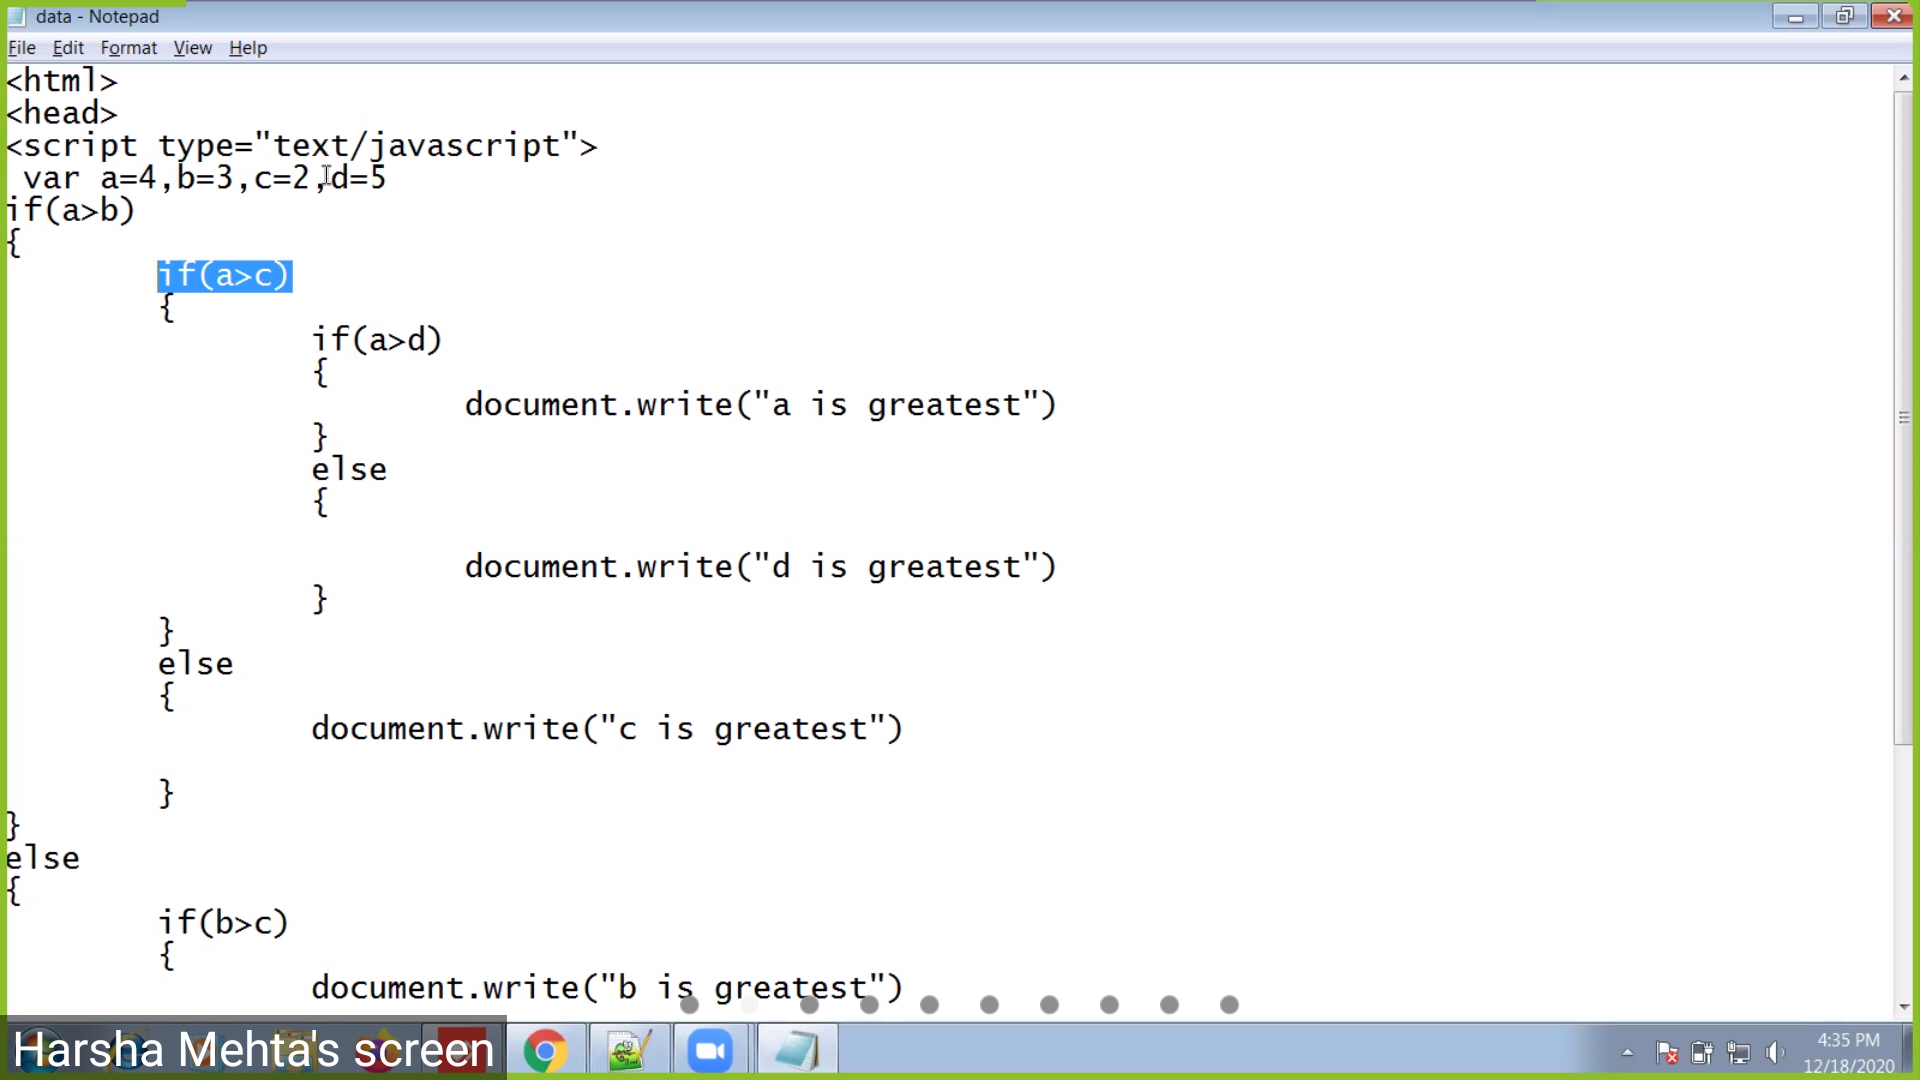 data - Notepad
File Edit Format View Help
<html>
<head>
<script type="text/javascript">
 var a=4,b=3,c=2,d=5
if(a>b)
{
if(a>c)
{
if(a>d)
{
document.write("a is greatest")
}
else
{
document.write("d is greatest")
}
}
else
{
document.write("c is greatest")
}
}
else
{
if(b>c)
{
document.write("b is greatest")
Harsha Mehta's screen
4:35 PM
12/18/2020